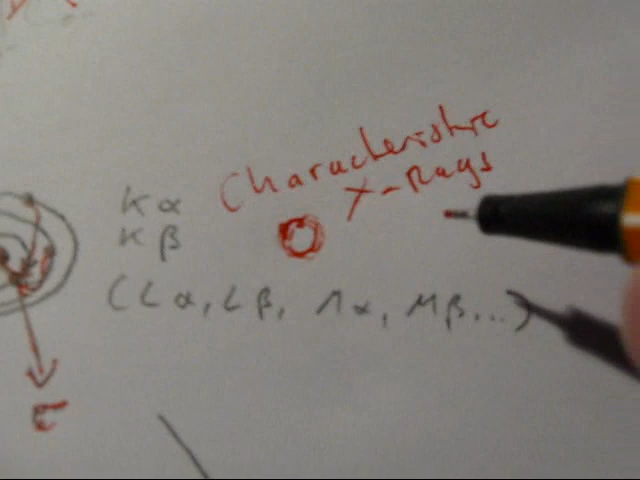 Characteristic
X-Rays
Kα
Kβ
(Lα, Lβ, Mα, Mβ,...)
E